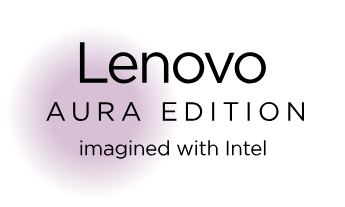 Lenovo
AURA EDITION
imagined with Intel